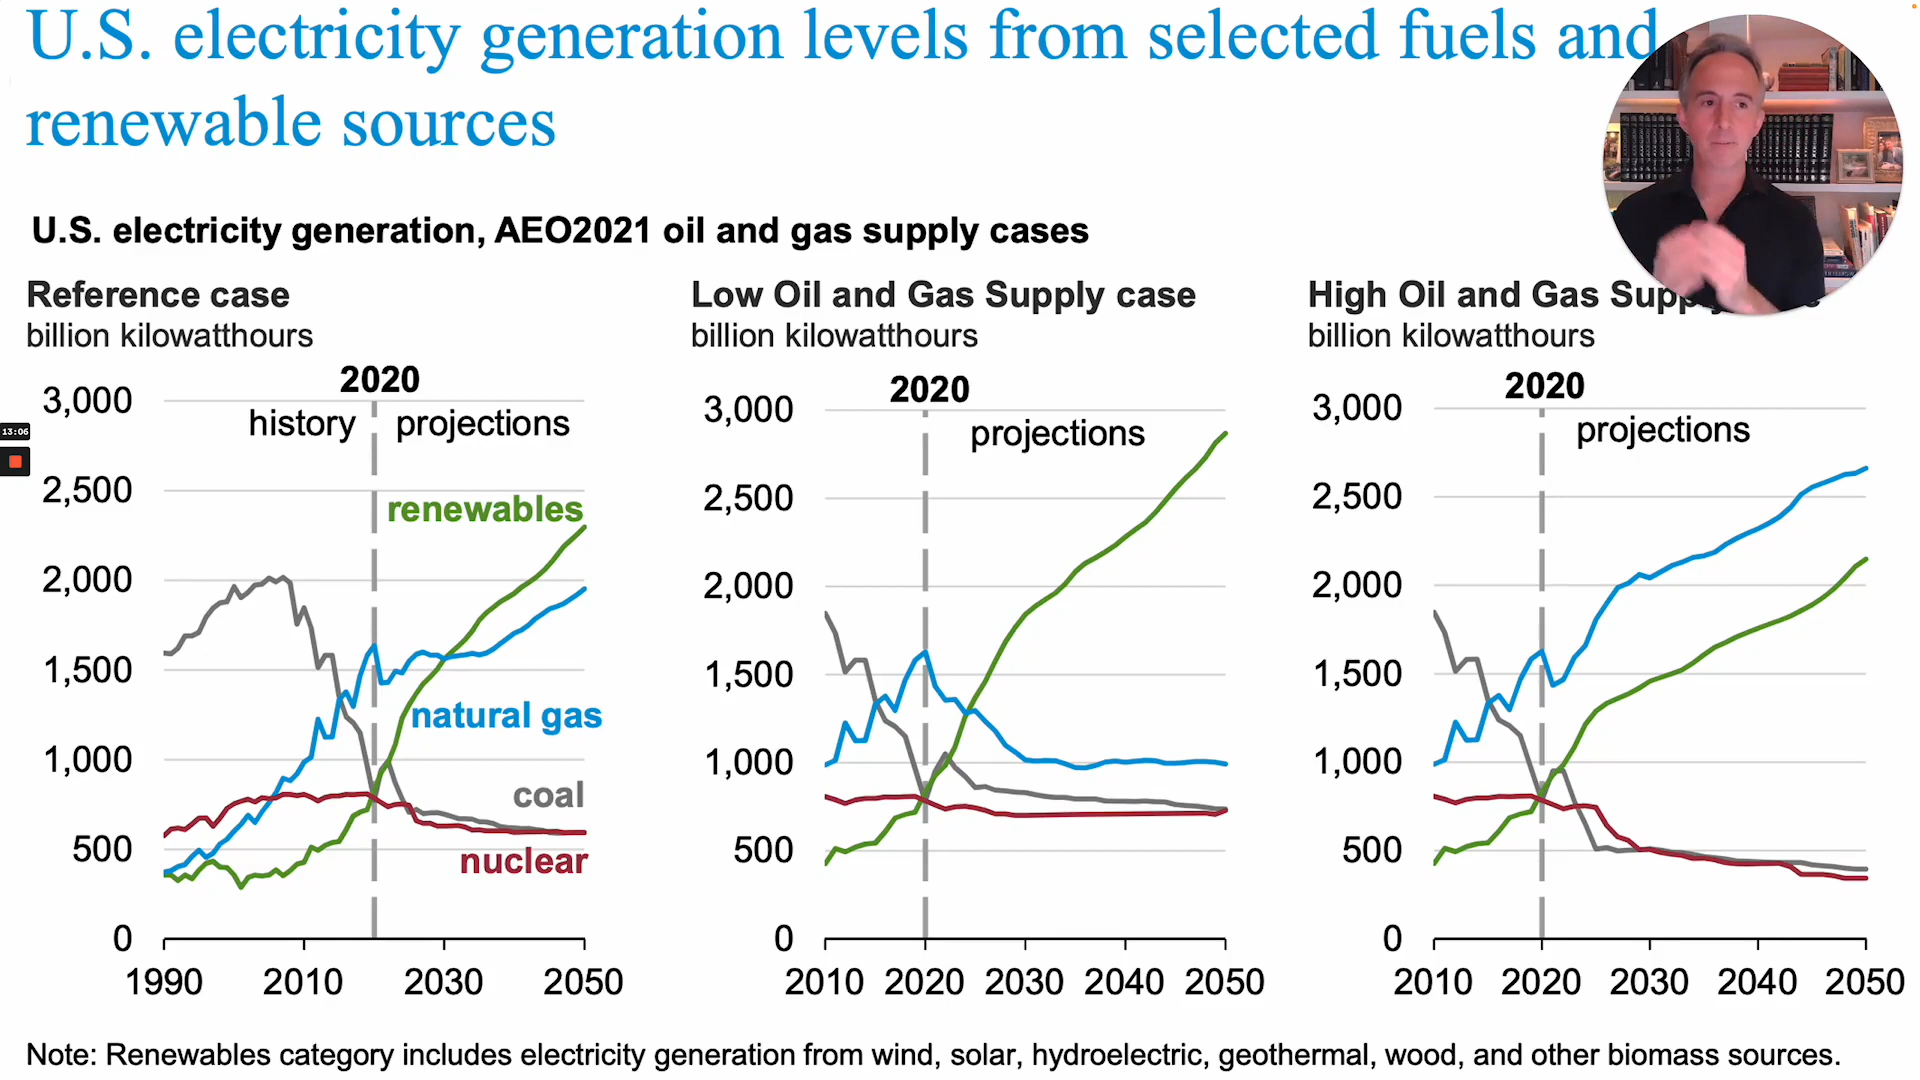 U.S. electricity generation levels from selected fuels and
renewable sources
U.S. electricity generation, AEO2021 oil and gas supply cases
Reference case
billion kilowatthours
2020
history
projections
3,000
2,500
2,000
1,500
1,000
500
0
renewables
natural gas
coal
nuclear
1990
2010
2030
2050
Low Oil and Gas Supply case
billion kilowatthours
2020
projections
3,000
2,500
2,000
1,500
1,000
500
0
2010
2020
2030
2040
2050
High Oil and Gas
billion kilowatthours
2020
projections
3,000
2,500
2,000
1,500
1,000
500
0
2010
2020
2030
2040
2050
13:06
Note: Renewables category includes electricity generation from wind, solar, hydroelectric, geothermal, wood, and other biomass sources.